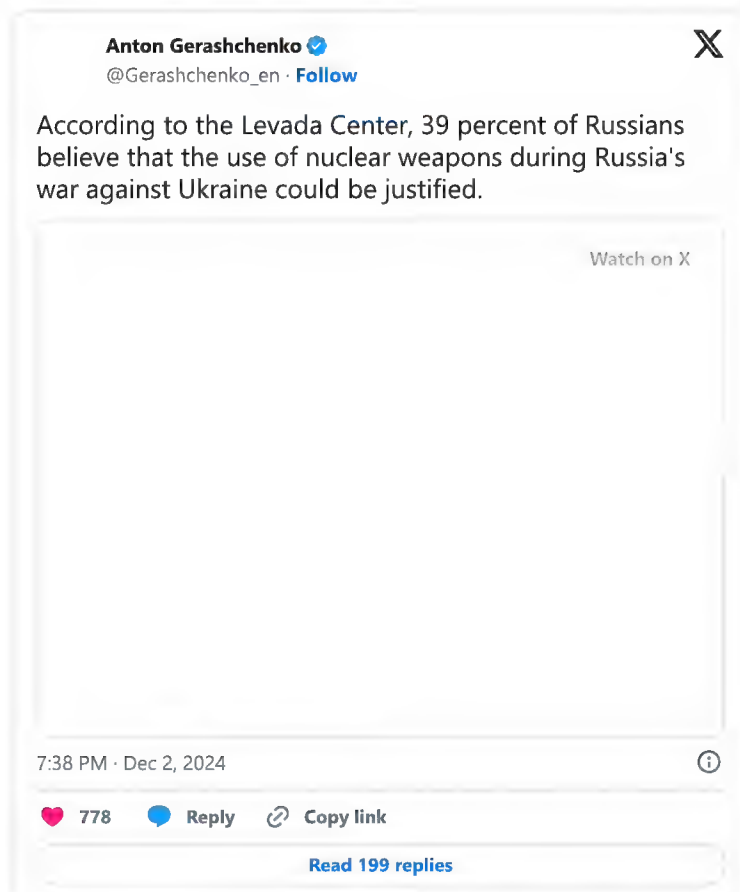 Anton Gerashchenko
@Gerashchenko_en · Follow
According to the Levada Center, 39 percent of Russians
believe that the use of nuclear weapons during Russia's
war against Ukraine could be justified.
Watch on X
7:38 PM · Dec 2, 2024
778 Reply Copy link
Read 199 replies